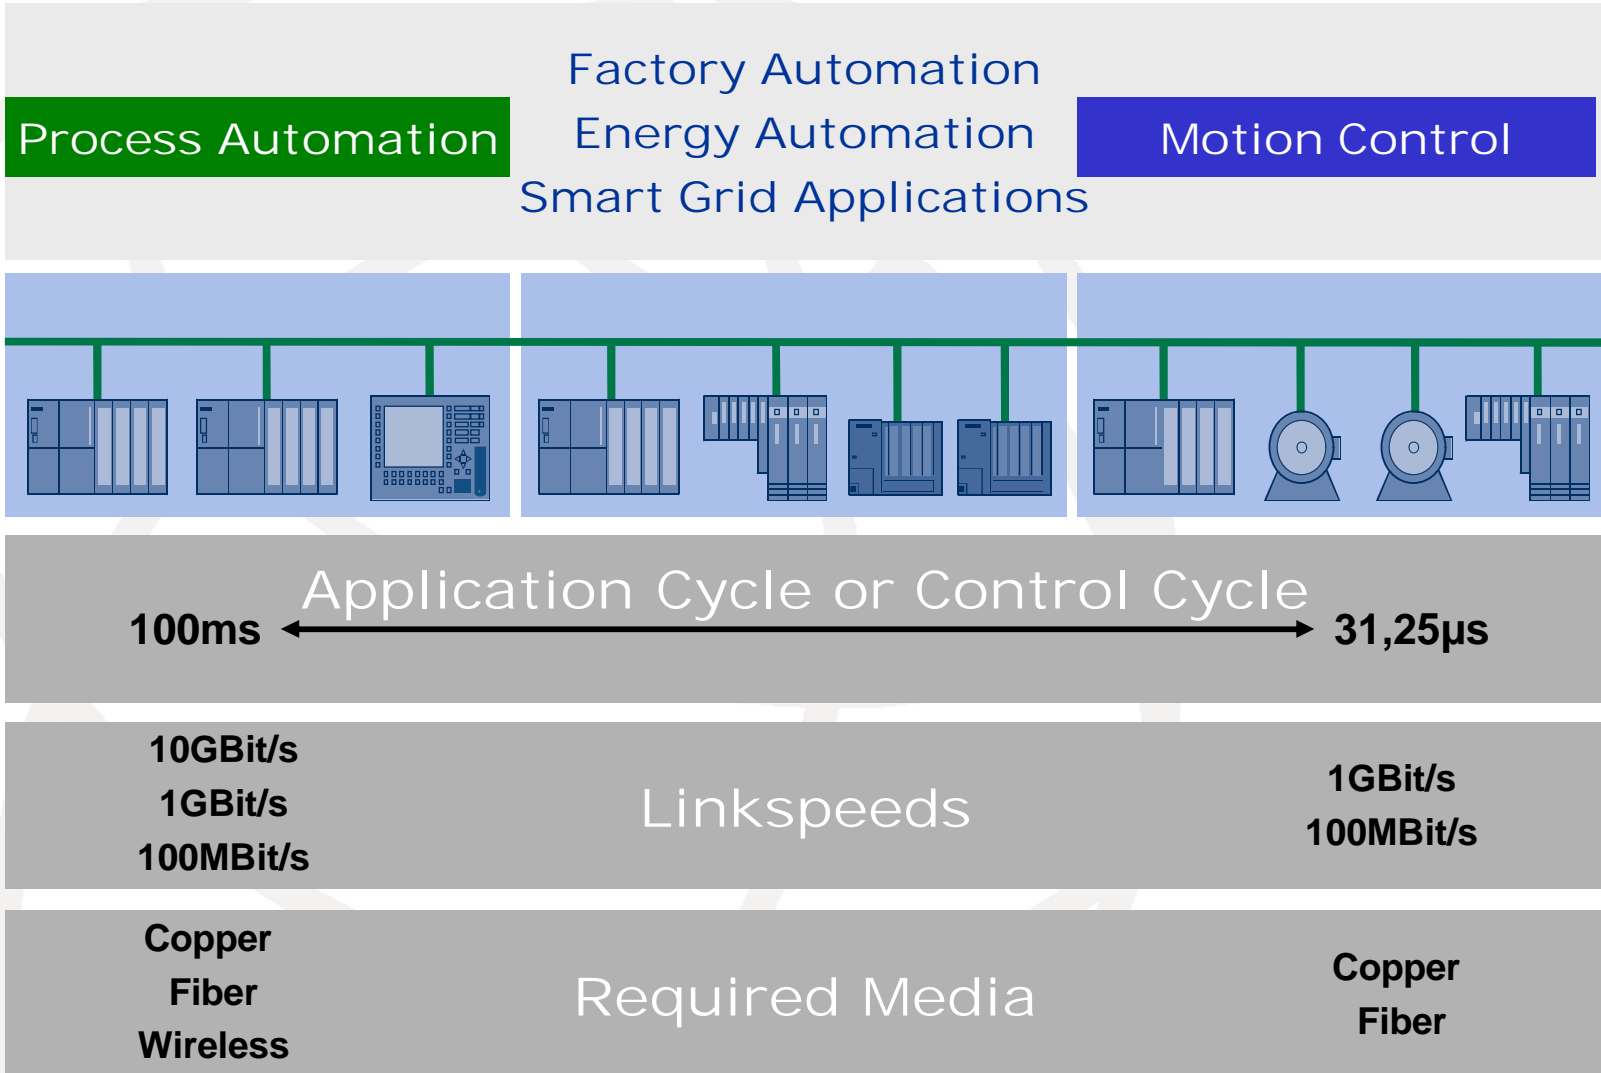 Factory Automation
Process Automation
Energy Automation
Motion Control
Smart Grid Applications
Application Cycle or Control Cycle
100ms
31,25µs
10GBit/s
1GBit/s
100MBit/s
Linkspeeds
1GBit/s
100MBit/s
Copper
Fiber
Wireless
Required Media
Copper
Fiber